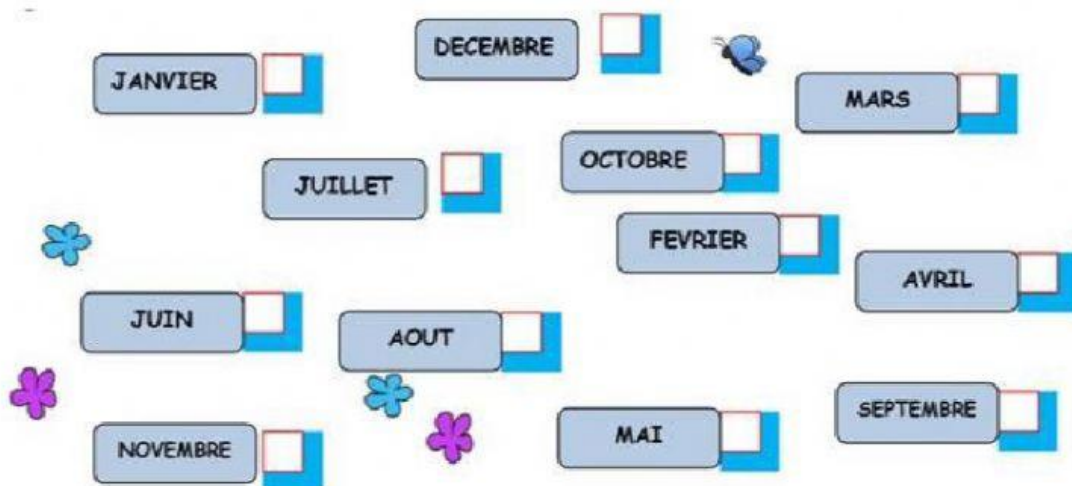 DECEMBRE
JANVIER
MARS
OCTOBRE
JUILLET
FEVRIER
AVRIL
JUIN
AOUT
SEPTEMBRE
MAI
NOVEMBRE